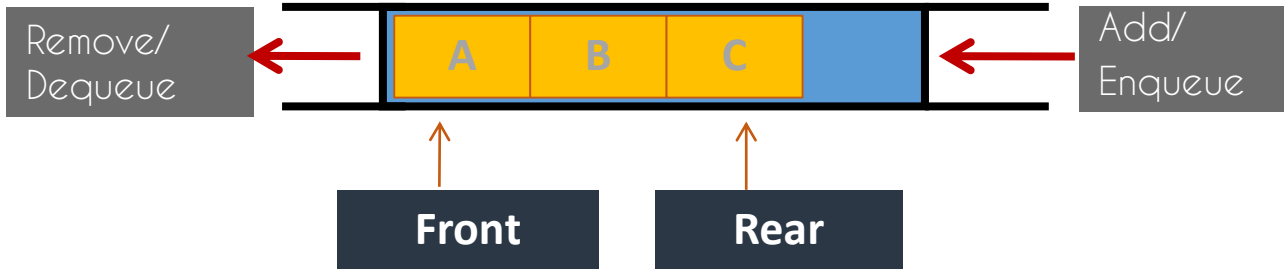 Remove/
Dequeue
A
B
C
Add/
Enqueue
Front
Rear